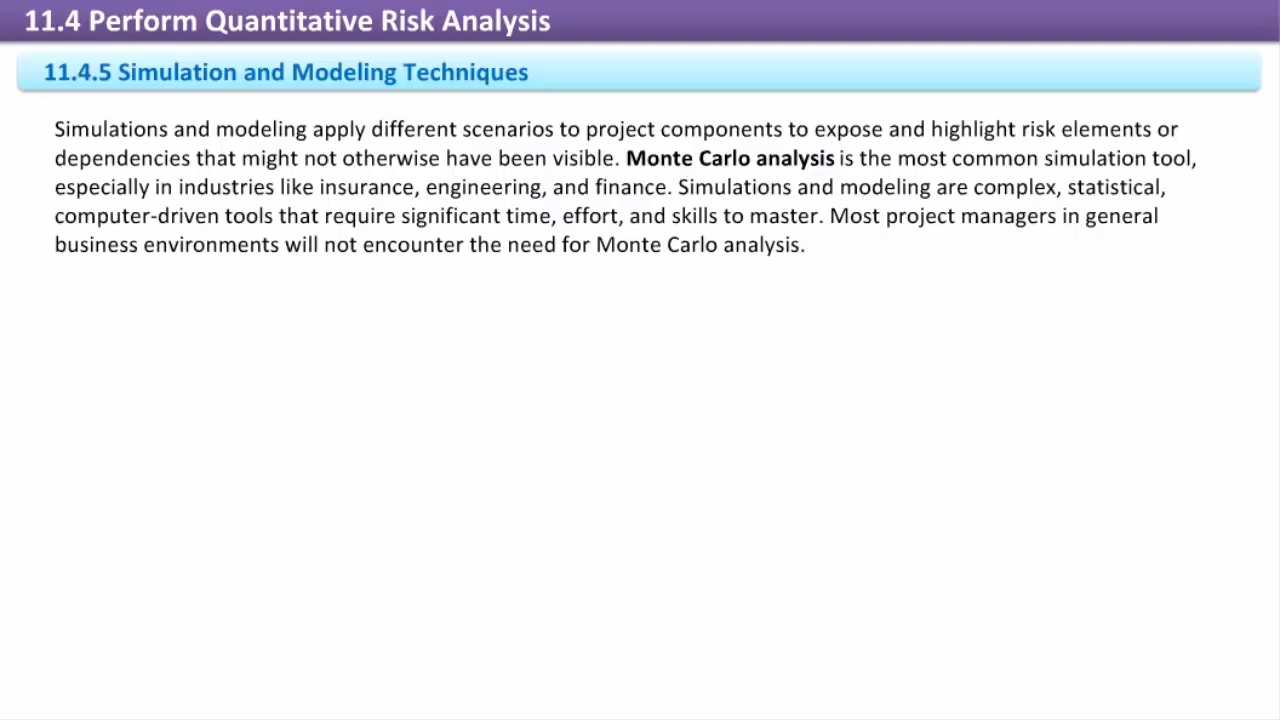 11.4 Perform Quantitative Risk Analysis
11.4.5 Simulation and Modeling Techniques
Simulations and modeling apply different scenarios to project components to expose and highlight risk elements or
dependencies that might not otherwise have been visible. Monte Carlo analysis is the most common simulation tool,
especially in industries like insurance, engineering, and finance. Simulations and modeling are complex, statistical,
computer-driven tools that require significant time, effort, and skills to master. Most project managers in general
business environments will not encounter the need for Monte Carlo analysis.